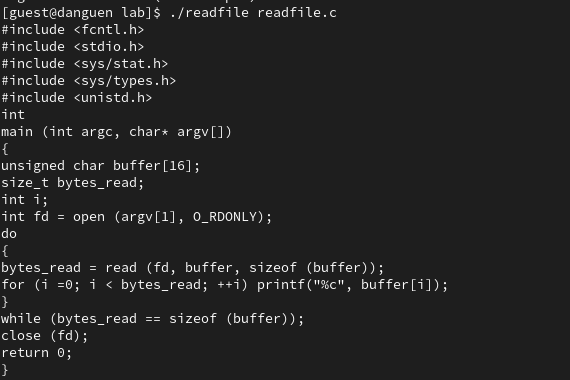 [guest@danguen lab]$ ./readfile readfile.c
#include <fcntl.h>
#include <stdio.h>
#include <sys/stat.h>
#include <sys/types.h>
#include <unistd.h>
int
main (int argc, char* argv[])
{
unsigned char buffer[16];
size_t bytes_read;
int i;
int fd = open (argv[1], O_RDONLY);
do
{
bytes_read = read (fd, buffer, sizeof (buffer));
for (i =0; i < bytes_read; ++i) printf("%c", buffer[i]);
}
while (bytes_read == sizeof (buffer));
close (fd);
return 0;
}